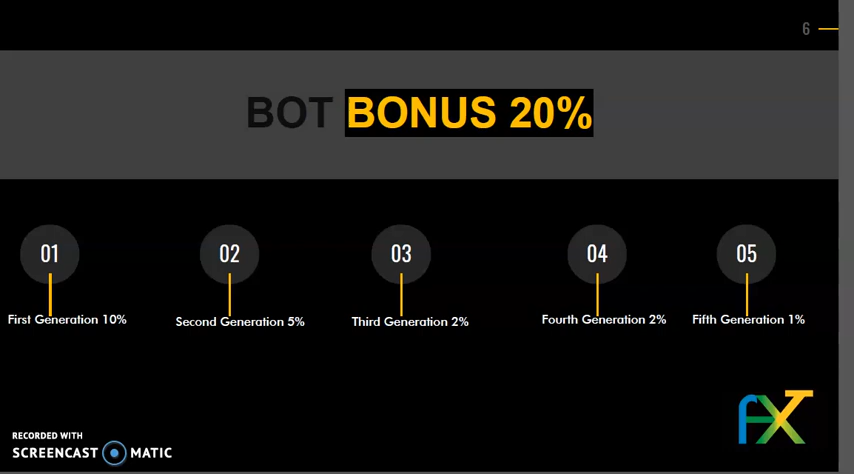 6
BOT BONUS 20%
01 02 03 04 05
First Generation 10% Second Generation 5% Third Generation 2% Fourth Generation 2% Fifth Generation 1%
fXT
RECORDED WITH
SCREENCAST MATIC